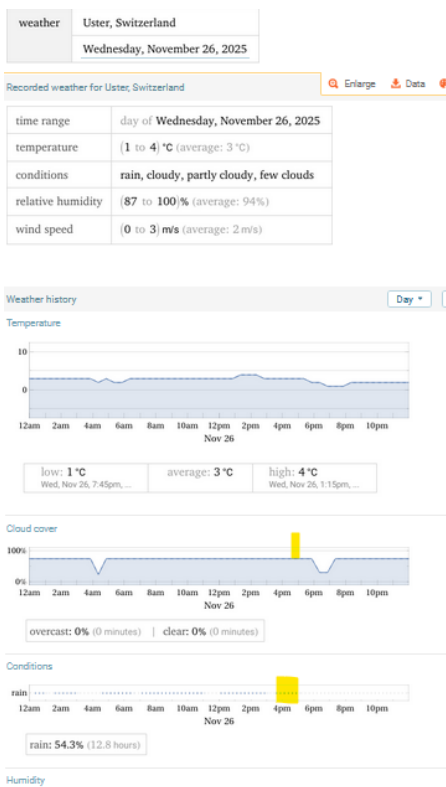 weather Uster, Switzerland
Wednesday, November 26, 2025
Recorded weather for Uster, Switzerland Enlarge Data
time range day of Wednesday, November 26, 2025
temperature (1 to 4) °C (average: 3 °C)
conditions rain, cloudy, partly cloudy, few clouds
relative humidity (87 to 100)% (average: 94%)
wind speed (0 to 3) m/s (average: 2 m/s)
Weather history Day
Temperature
10
0
12am 2am 4am 6am 8am 10am 12pm 2pm 4pm 6pm 8pm 10pm
Nov 26
low: 1 °C average: 3 °C high: 4 °C
Wed, Nov 26, 7:45pm, ... Wed, Nov 26, 1:15pm, ...
Cloud cover
100%
0%
12am 2am 4am 6am 8am 10am 12pm 2pm 4pm 6pm 8pm 10pm
Nov 26
overcast: 0% (0 minutes) | clear: 0% (0 minutes)
Conditions
rain
12am 2am 4am 6am 8am 10am 12pm 2pm 4pm 6pm 8pm 10pm
Nov 26
rain: 54.3% (12.8 hours)
Humidity